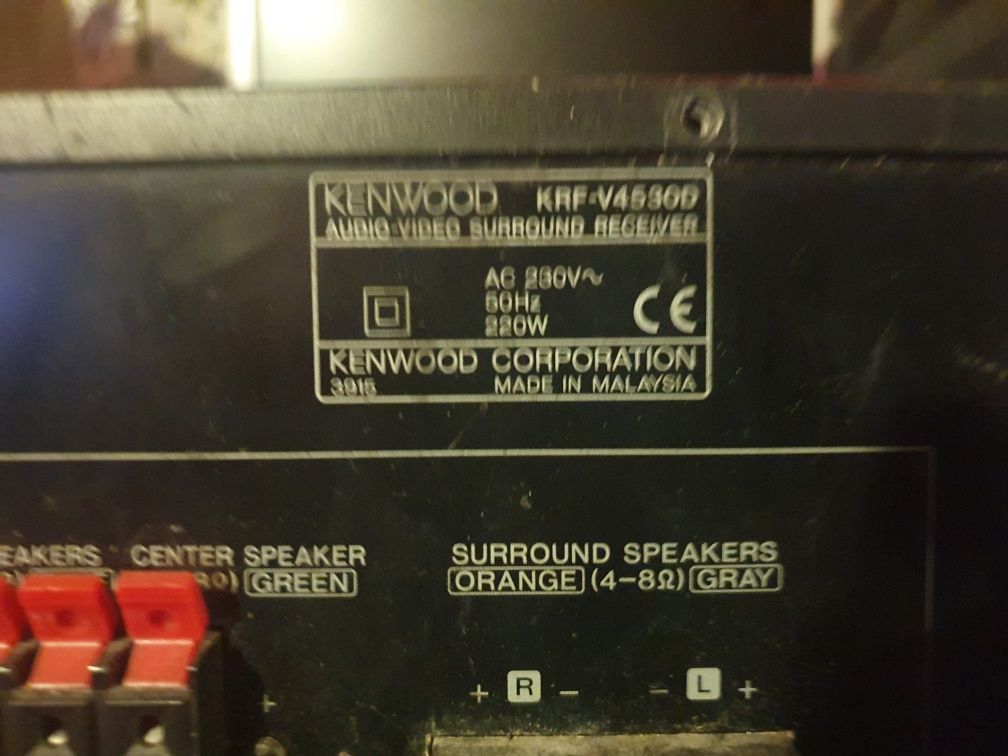 KENWOOD KRF-V4530D
AUDIO-VIDEO SURROUND RECEIVER
AC 230V~
50Hz
220W
CE
KENWOOD CORPORATION
3915 MADE IN MALAYSIA
EAKERS CENTER SPEAKER
GREEN
SURROUND SPEAKERS
ORANGE (4-8Ω) GRAY
+ R - - L +
+